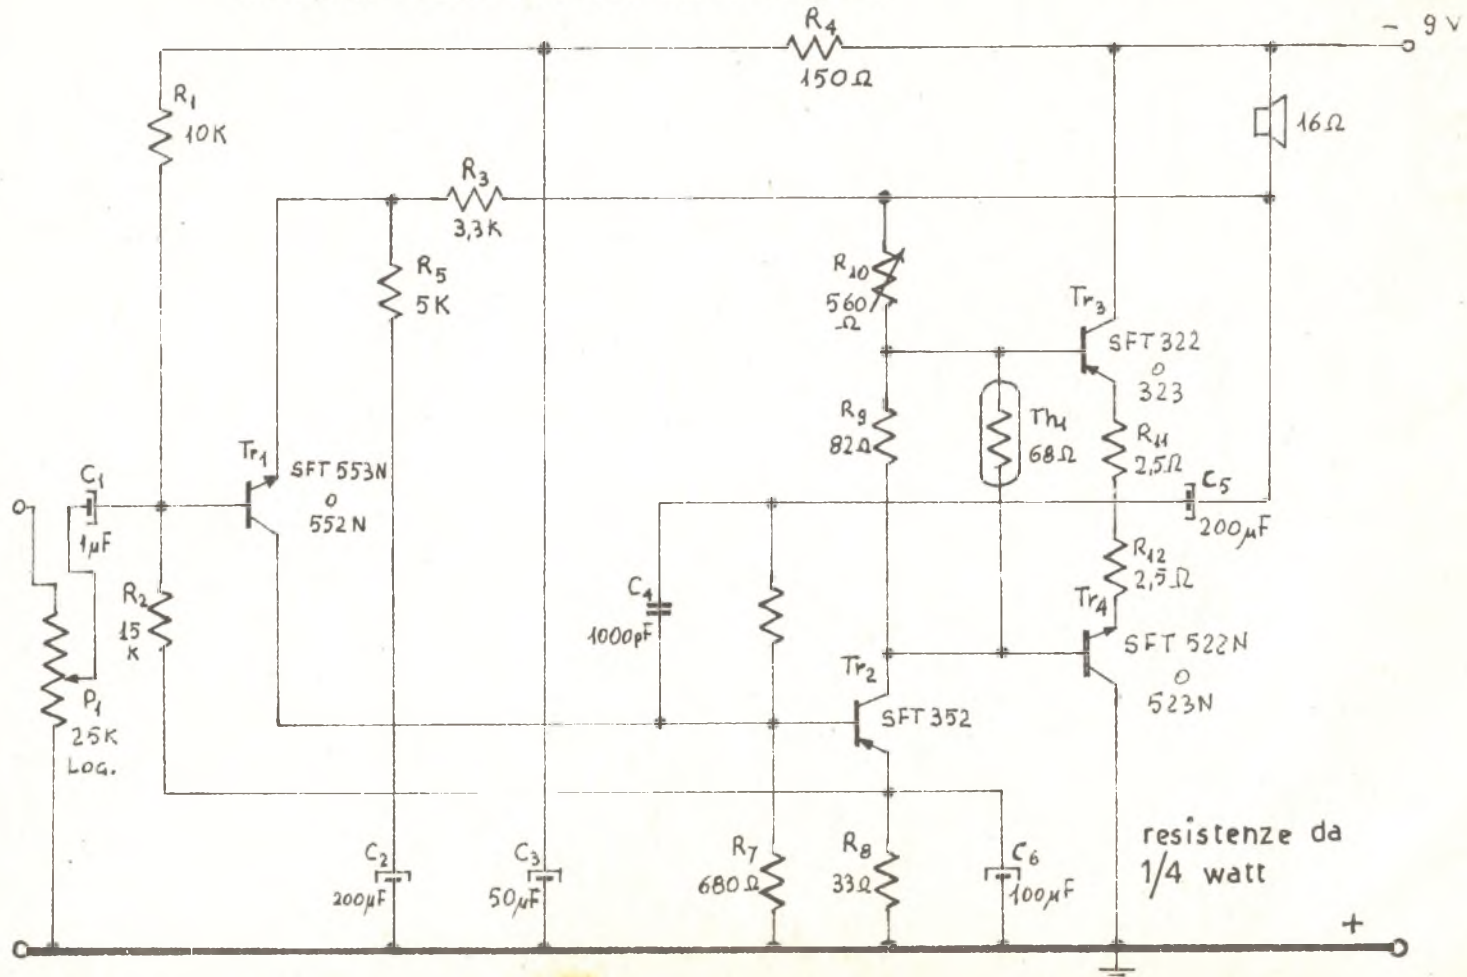 R4
150Ω
- 9V
R1
10K
16Ω
R3
3,3K
R5
5K
R10
560
Ω
Tr3
SFT 322
o
323
R9
82Ω
Th1
68Ω
R11
2,5Ω
Tr1
SFT 553N
o
552N
C1
1µF
C5
200µF
R12
2,5Ω
R2
15
K
C4
1000pF
Tr4
SFT 522N
o
523N
Tr2
SFT 352
P1
25K
LOG.
resistenze da
1/4 watt
C2
200µF
C3
50µF
R7
680Ω
R8
33Ω
C6
100µF
+